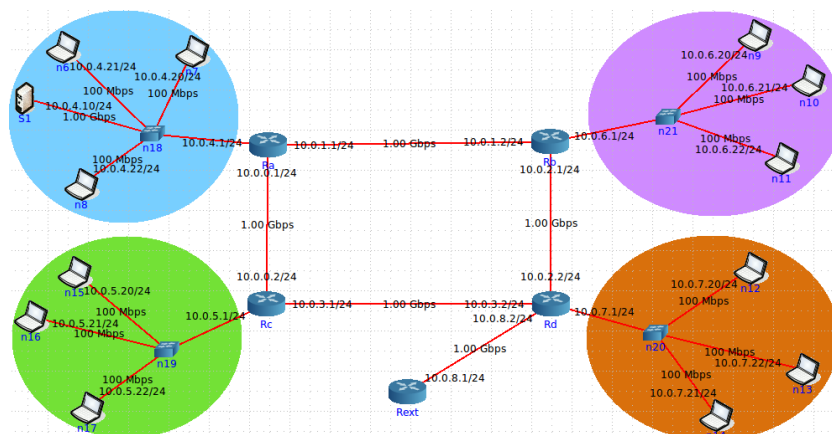 n6
10.0.4.21/24
n7
10.0.4.20/24
100 Mbps
100 Mbps
S1
10.0.4.10/24
1.00 Gbps
n18
10.0.4.1/24
100 Mbps
10.0.4.22/24
n8
Ra
10.0.1.1/24
1.00 Gbps
10.0.1.2/24
10.0.0.1/24
1.00 Gbps
10.0.0.2/24
10.0.6.1/24
10.0.2.1/24
1.00 Gbps
10.0.2.2/24
n9
10.0.6.20/24
100 Mbps
10.0.6.21/24
100 Mbps
n10
n21
100 Mbps
10.0.6.22/24
n11
n15
10.0.5.20/24
100 Mbps
n16
10.0.5.21/24
100 Mbps
n19
10.0.5.1/24
100 Mbps
10.0.5.22/24
n17
Rc
10.0.3.1/24
1.00 Gbps
10.0.3.2/24
10.0.8.2/24
Rd
10.0.7.1/24
1.00 Gbps
10.0.8.1/24
Rext
n12
10.0.7.20/24
100 Mbps
n20
100 Mbps
10.0.7.22/24
n13
100 Mbps
10.0.7.21/24